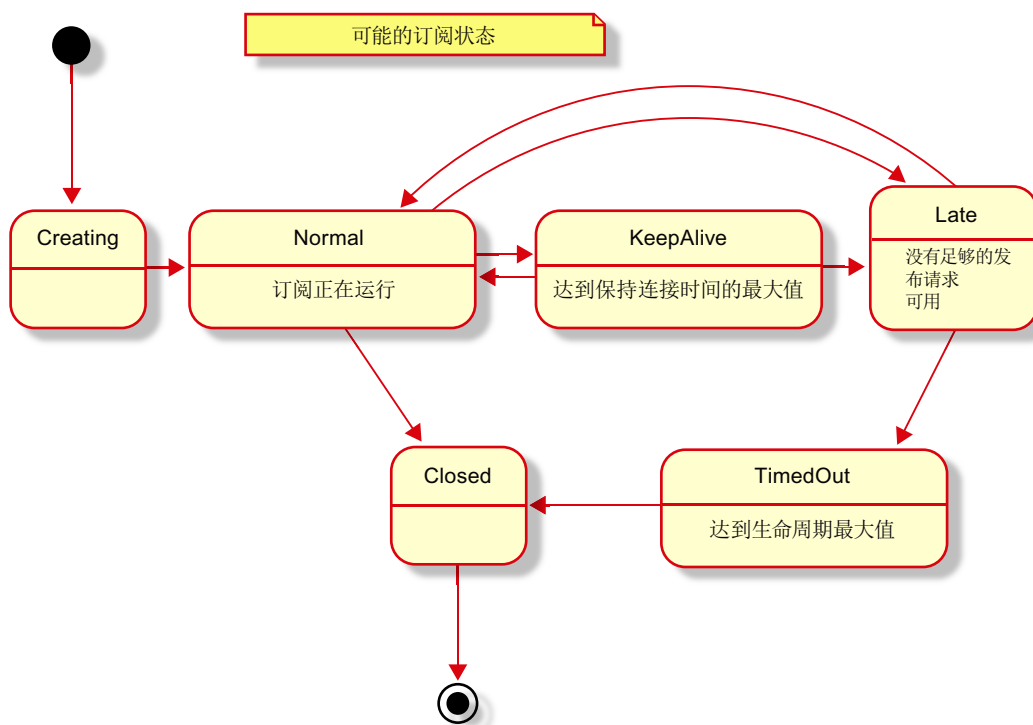 可能的订阅状态
Creating
Normal
订阅正在运行
KeepAlive
达到保持连接时间的最大值
Late
没有足够的发
布请求
可用
Closed
TimedOut
达到生命周期最大值